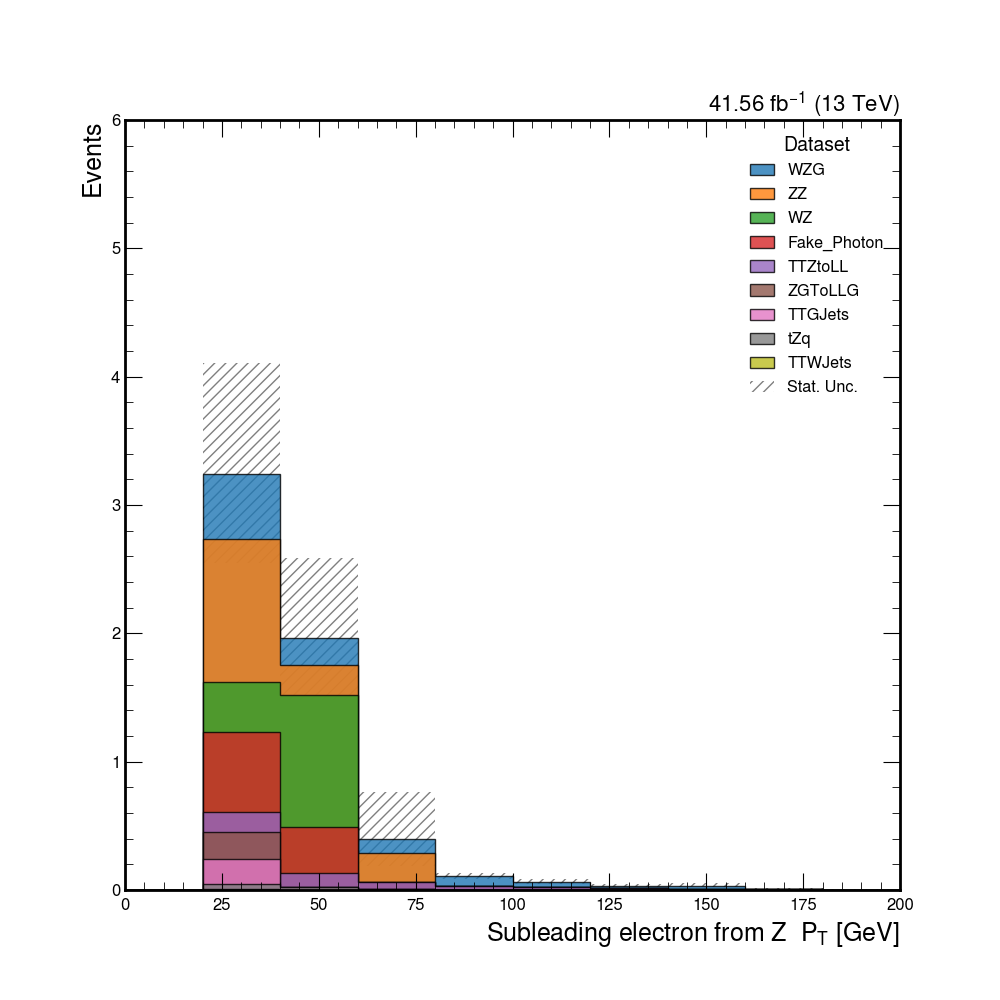 41.56 fb⁻¹ (13 TeV)
Events
6
5
4
3
2
1
0
Dataset
WZG
ZZ
WZ
Fake_Photon
TTZtoLL
ZGToLLG
TTGJets
tZq
TTWJets
Stat. Unc.
0 25 50 75 100 125 150 175 200
Subleading electron from Z P_T [GeV]